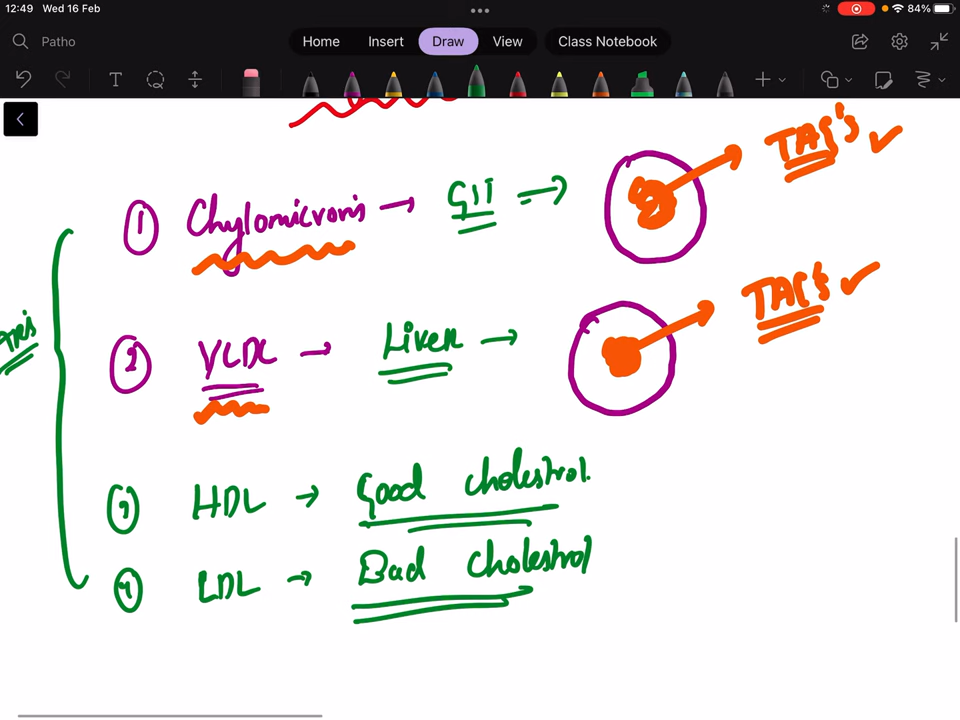 12:49 Wed 16 Feb
84%
Patho
Home Insert Draw View Class Notebook
① Chylomicrons → GIT ⇒ TAG's ✓
② VLDL → Liver → TAG's ✓
③ HDL → Good cholestrol.
④ LDL → Bad cholestrol